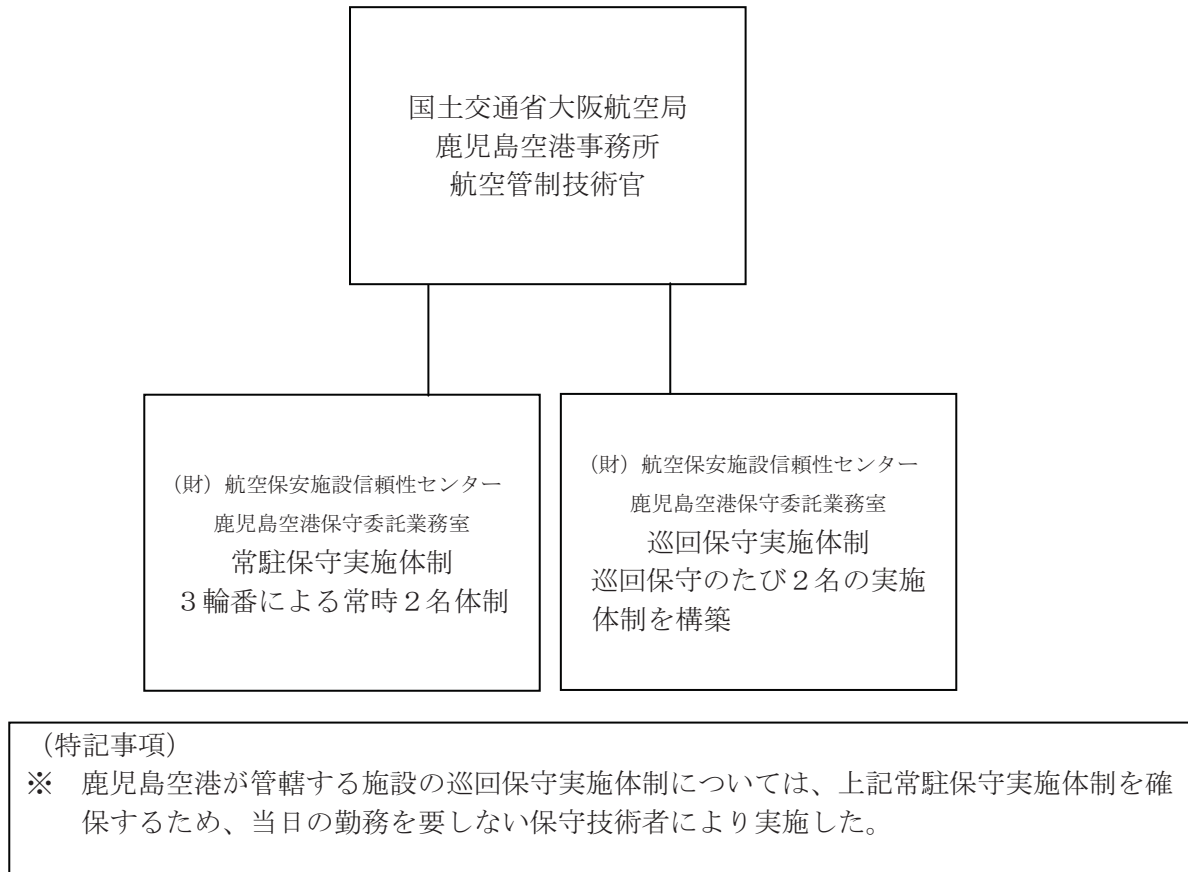 国土交通省大阪航空局
鹿児島空港事務所
航空管制技術官
（財）航空保安施設信頼性センター
鹿児島空港保守委託業務室
常駐保守実施体制
３輪番による常時２名体制
（財）航空保安施設信頼性センター
鹿児島空港保守委託業務室
巡回保守実施体制
巡回保守のたび２名の実施
体制を構築
（特記事項）
※　鹿児島空港が管轄する施設の巡回保守実施体制については、上記常駐保守実施体制を確
保するため、当日の勤務を要しない保守技術者により実施した。